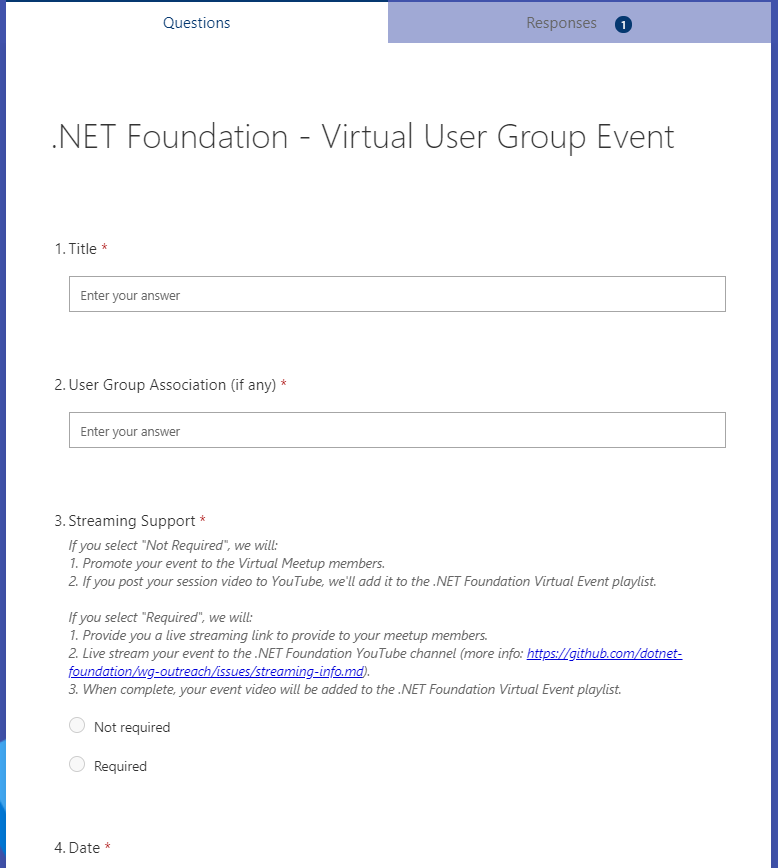 Questions
Responses 1
.NET Foundation - Virtual User Group Event
1. Title *
Enter your answer
2. User Group Association (if any) *
Enter your answer
3. Streaming Support *
If you select "Not Required", we will:
1. Promote your event to the Virtual Meetup members.
2. If you post your session video to YouTube, we'll add it to the .NET Foundation Virtual Event playlist.
If you select "Required", we will:
1. Provide you a live streaming link to provide to your meetup members.
2. Live stream your event to the .NET Foundation YouTube channel (more info: https://github.com/dotnet-
foundation/wg-outreach/issues/streaming-info.md).
3. When complete, your event video will be added to the .NET Foundation Virtual Event playlist.
Not required
Required
4. Date *